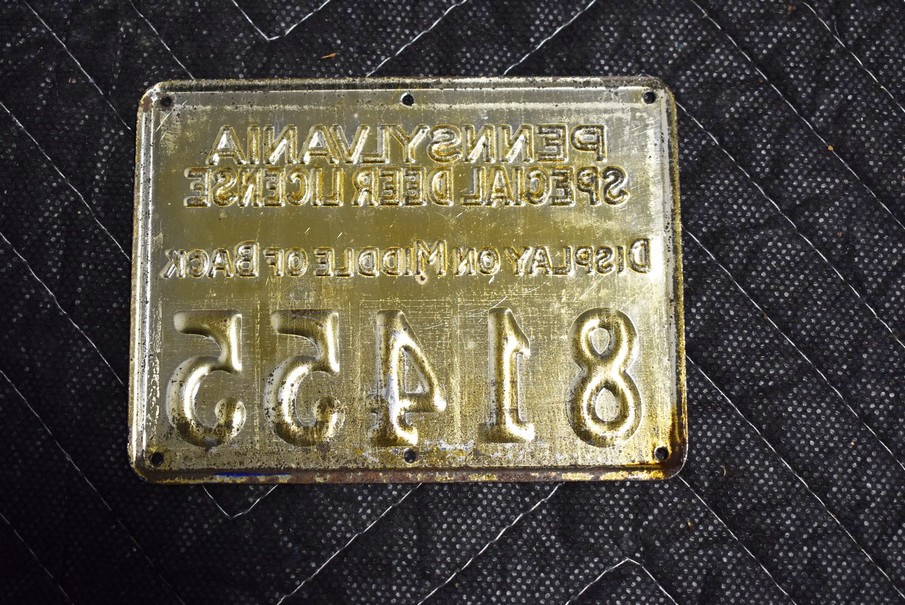 PENNSYLVANIA
SPECIAL DEER LICENSE
DISPLAY ON MIDDLE OF BACK
81455